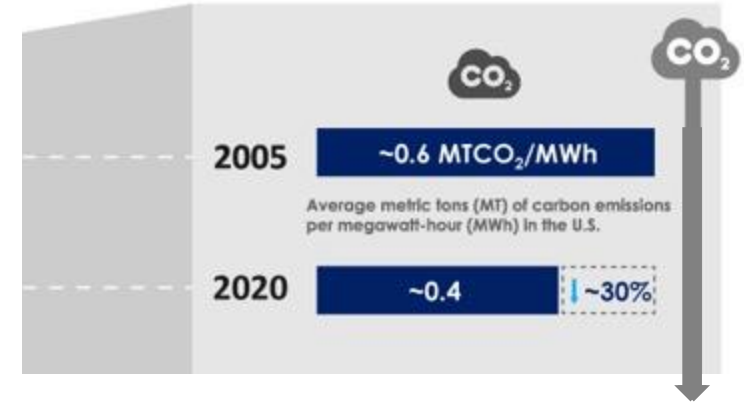 CO₂
CO₂
2005
~0.6 MTCO₂/MWh
Average metric tons (MT) of carbon emissions
per megawatt-hour (MWh) in the U.S.
2020
~0.4
↓ ~30%